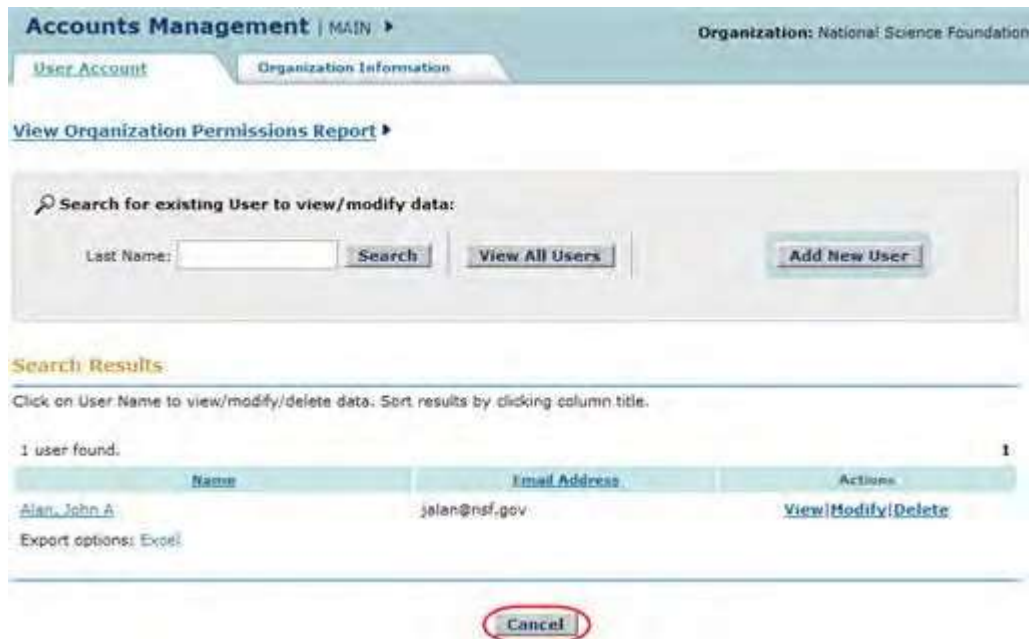 Accounts Management | MAIN ▸
Organization: National Science Foundation
User Account
Organization Information
View Organization Permissions Report ▸
Search for existing User to view/modify data:
Last Name: Search View All Users Add New User
Search Results
Click on User Name to view/modify/delete data. Sort results by clicking column title.
1 user found. 1
Name Email Address Actions
Alan, John A jalan@nsf.gov View|Modify|Delete
Export options: Excel
Cancel